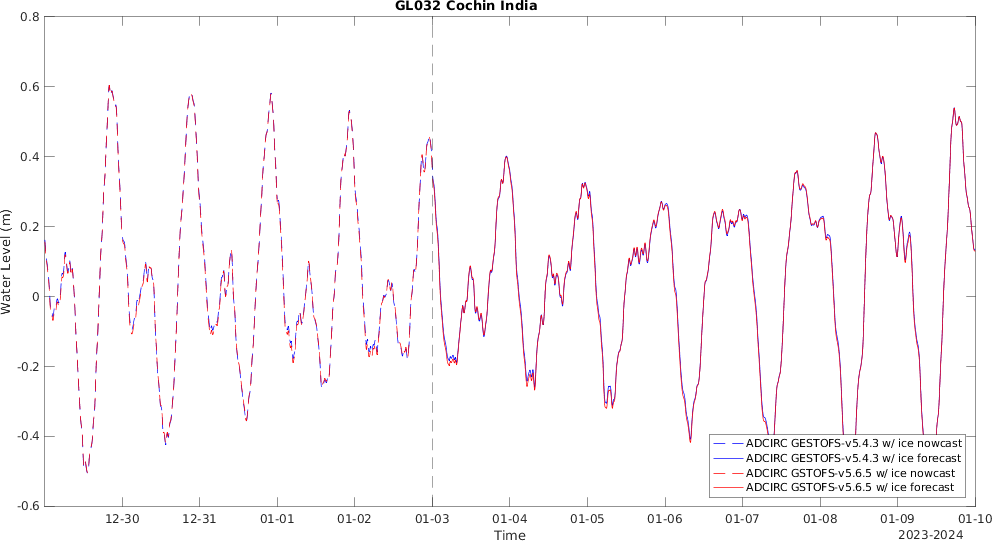 GL032 Cochin India
0.8
0.6
0.4
0.2
0
-0.2
-0.4
-0.6
Water Level (m)
12-30 12-31 01-01 01-02 01-03 01-04 01-05 01-06 01-07 01-08 01-09 01-10
Time
2023-2024
ADCIRC GESTOFS-v5.4.3 w/ ice nowcast
ADCIRC GESTOFS-v5.4.3 w/ ice forecast
ADCIRC GSTOFS-v5.6.5 w/ ice nowcast
ADCIRC GSTOFS-v5.6.5 w/ ice forecast